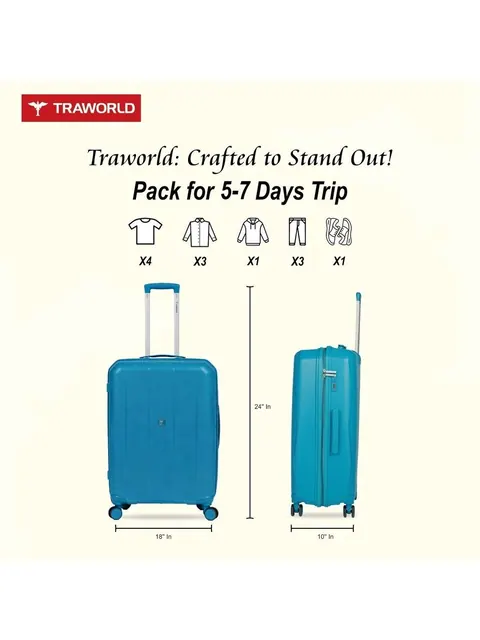 TRAWORLD
Traworld: Crafted to Stand Out!
Pack for 5-7 Days Trip
X4 X3 X1 X3 X1
24" In
18" In 10" In